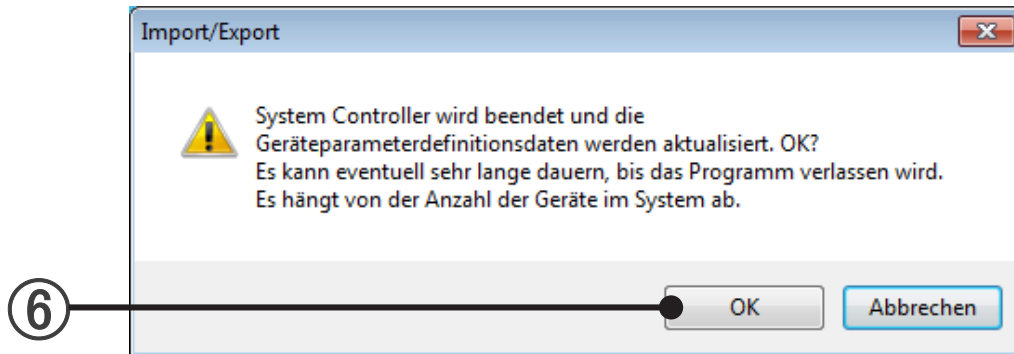 Import/Export
System Controller wird beendet und die
Geräteparameterdefinitionsdaten werden aktualisiert. OK?
Es kann eventuell sehr lange dauern, bis das Programm verlassen wird.
Es hängt von der Anzahl der Geräte im System ab.
⑥ OK Abbrechen